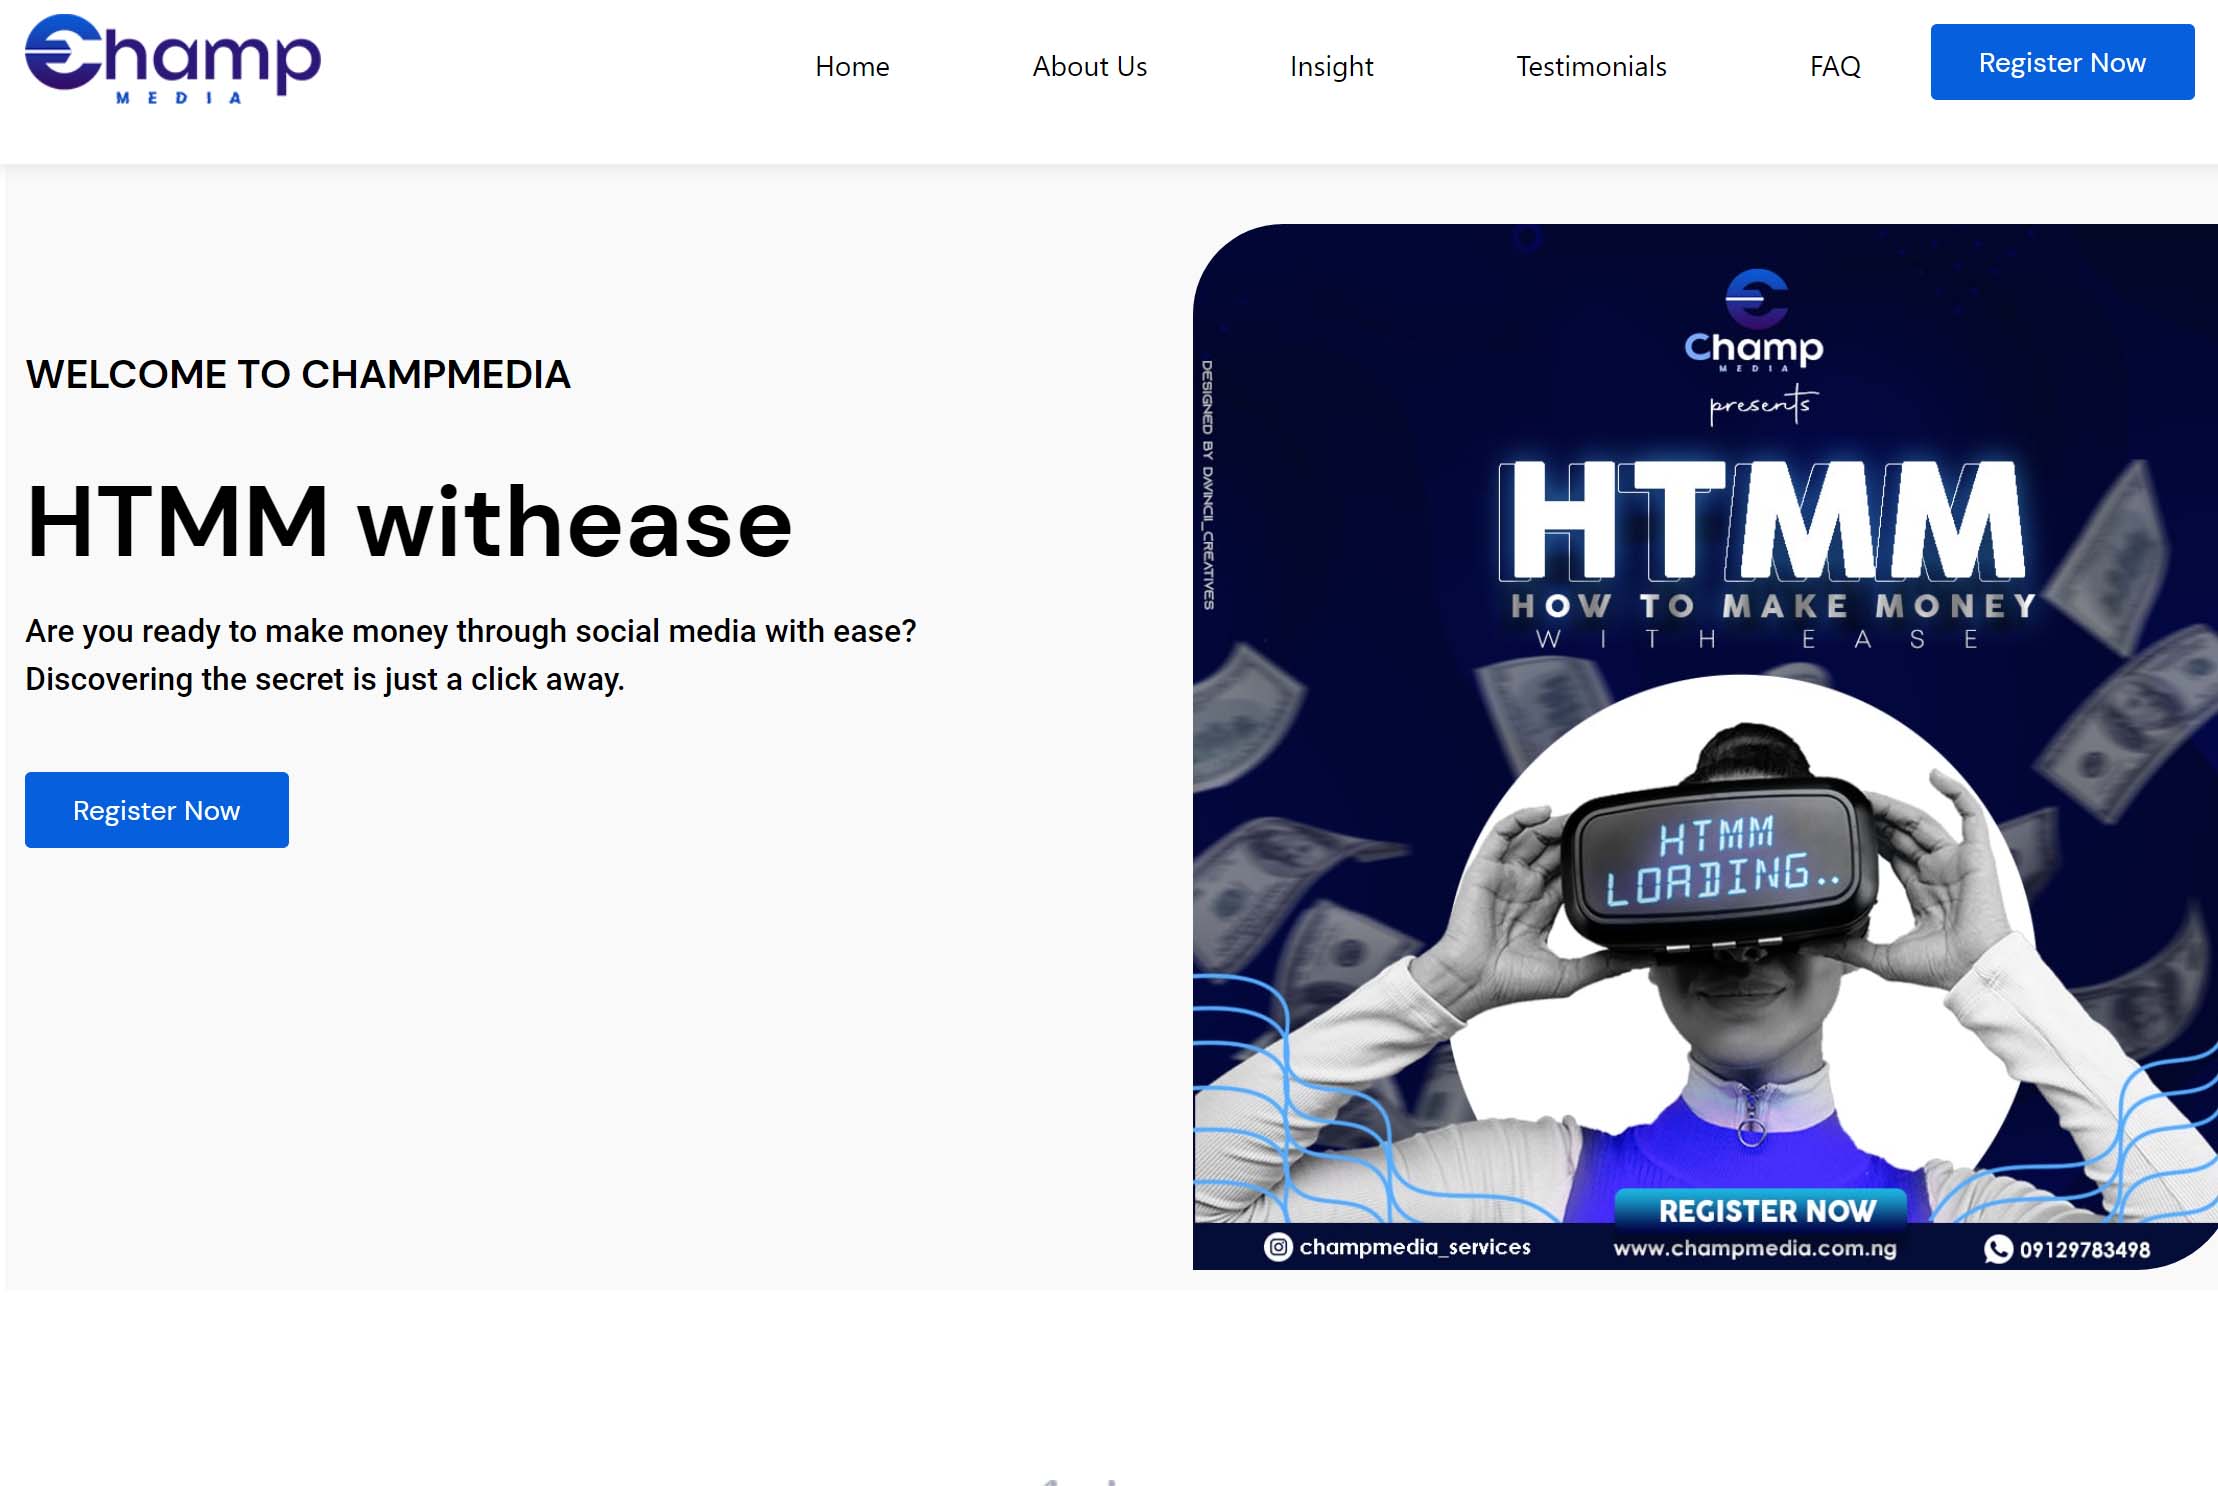 Champ
MEDIA
Home
About Us
Insight
Testimonials
FAQ
Register Now
WELCOME TO CHAMPMEDIA
HTMM withease
Are you ready to make money through social media with ease?
Discovering the secret is just a click away.
Register Now
DESIGNED BY DAVINCII_CREATIVES
Champ
MEDIA
presents
HTMM
HOW TO MAKE MONEY
WITH EASE
HTMM
LOADING..
REGISTER NOW
champmedia_services
www.champmedia.com.ng
09129783498